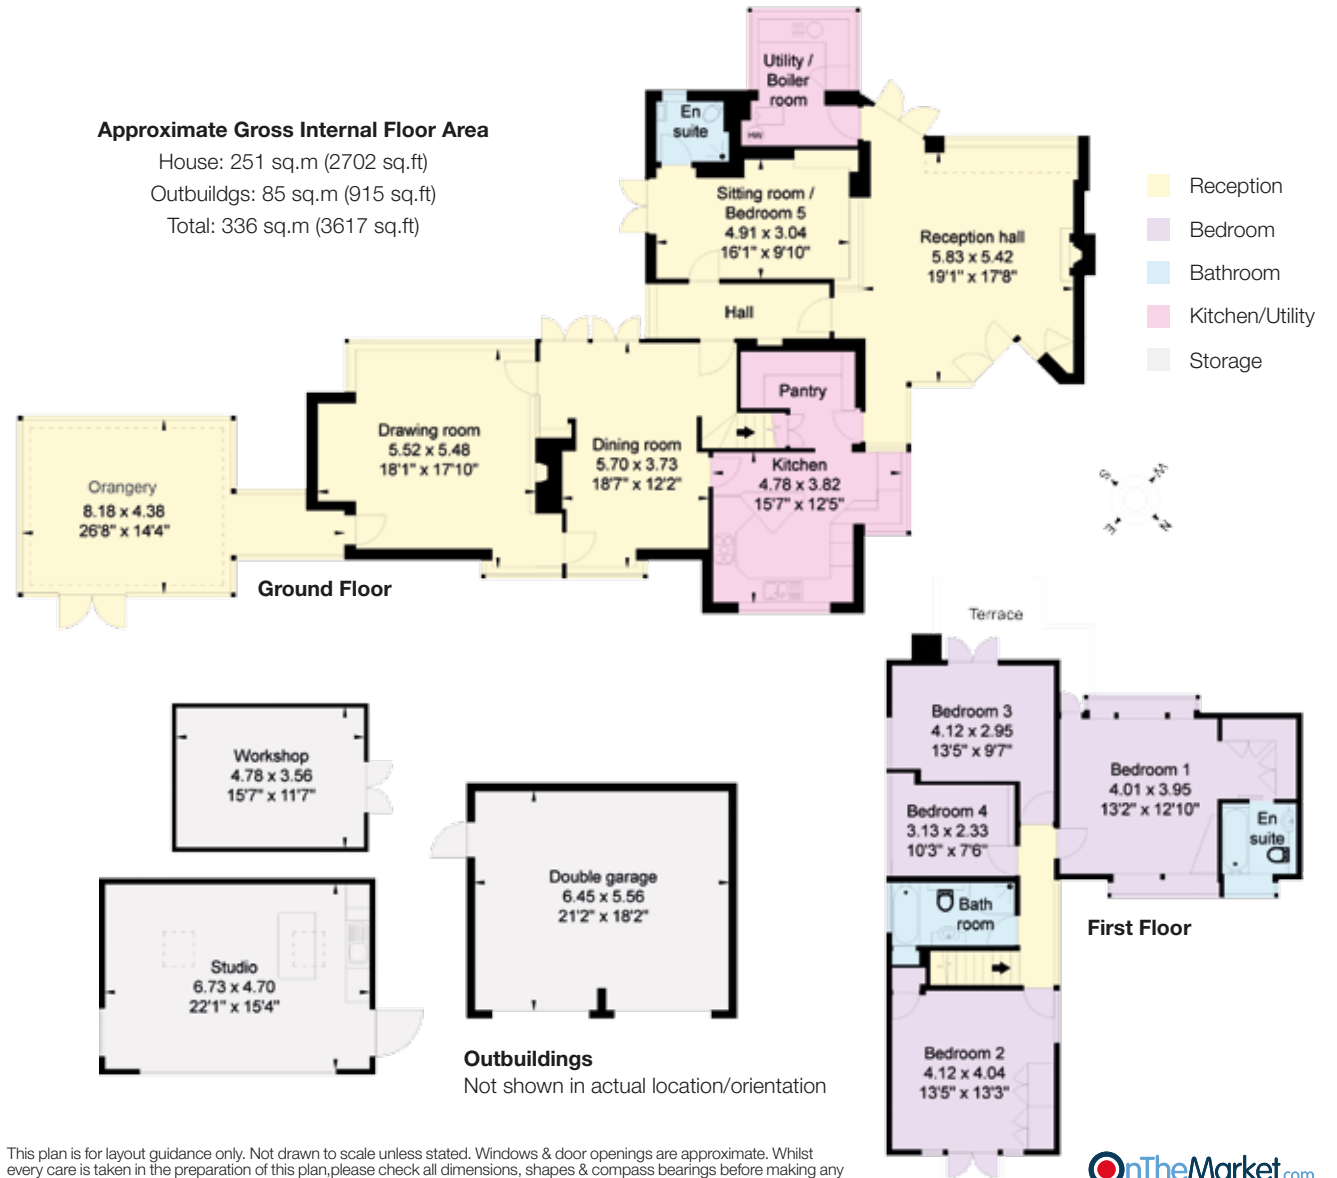 Approximate Gross Internal Floor Area
House: 251 sq.m (2702 sq.ft)
Outbuildgs: 85 sq.m (915 sq.ft)
Total: 336 sq.m (3617 sq.ft)
Utility /
Boiler
room
HW
En
suite
Sitting room /
Bedroom 5
4.91 x 3.04
16'1" x 9'10"
Reception hall
5.83 x 5.42
19'1" x 17'8"
Hall
Pantry
Reception
Bedroom
Bathroom
Kitchen/Utility
Storage
Drawing room
5.52 x 5.48
18'1" x 17'10"
Dining room
5.70 x 3.73
18'7" x 12'2"
Kitchen
4.78 x 3.82
15'7" x 12'5"
Orangery
8.18 x 4.38
26'8" x 14'4"
S
W
E
N
Ground Floor
Terrace
Bedroom 3
4.12 x 2.95
13'5" x 9'7"
Bedroom 1
4.01 x 3.95
13'2" x 12'10"
Bedroom 4
3.13 x 2.33
10'3" x 7'6"
En
suite
Bath
room
First Floor
Bedroom 2
4.12 x 4.04
13'5" x 13'3"
Workshop
4.78 x 3.56
15'7" x 11'7"
Double garage
6.45 x 5.56
21'2" x 18'2"
Studio
6.73 x 4.70
22'1" x 15'4"
Outbuildings
Not shown in actual location/orientation
This plan is for layout guidance only. Not drawn to scale unless stated. Windows & door openings are approximate. Whilst
every care is taken in the preparation of this plan,please check all dimensions, shapes & compass bearings before making any
OnTheMarket.com